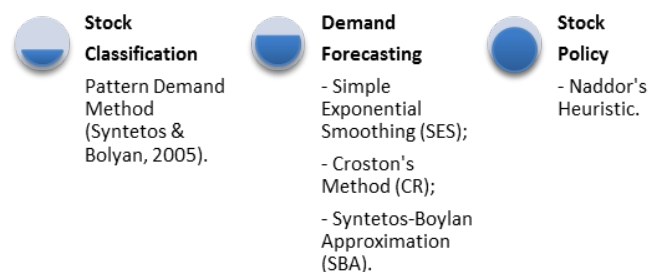 Stock
Classification
Pattern Demand
Method
(Syntetos &
Bolyan, 2005).
Demand
Forecasting
- Simple
Exponential
Smoothing (SES);
- Croston's
Method (CR);
- Syntetos-Boylan
Approximation
(SBA).
Stock
Policy
- Naddor's
Heuristic.